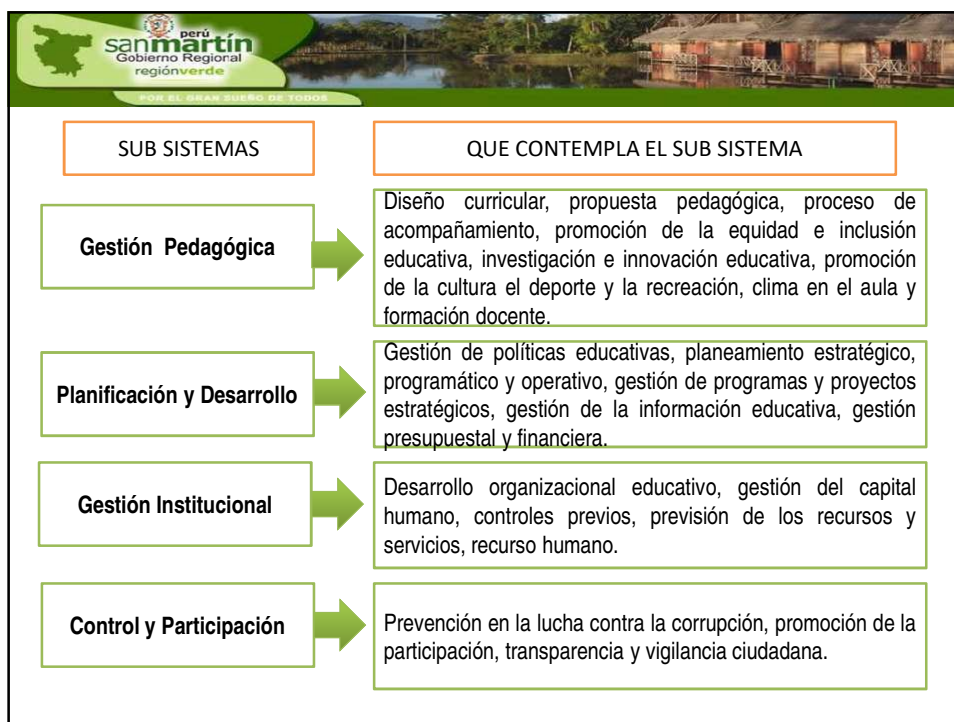 perú
sanmartín
Gobierno Regional
regiónverde
POR EL GRAN SUEÑO DE TODOS
SUB SISTEMAS
QUE CONTEMPLA EL SUB SISTEMA
Gestión Pedagógica
Diseño curricular, propuesta pedagógica, proceso de
acompañamiento, promoción de la equidad e inclusión
educativa, investigación e innovación educativa, promoción
de la cultura el deporte y la recreación, clima en el aula y
formación docente.
Planificación y Desarrollo
Gestión de políticas educativas, planeamiento estratégico,
programático y operativo, gestión de programas y proyectos
estratégicos, gestión de la información educativa, gestión
presupuestal y financiera.
Gestión Institucional
Desarrollo organizacional educativo, gestión del capital
humano, controles previos, previsión de los recursos y
servicios, recurso humano.
Control y Participación
Prevención en la lucha contra la corrupción, promoción de la
participación, transparencia y vigilancia ciudadana.